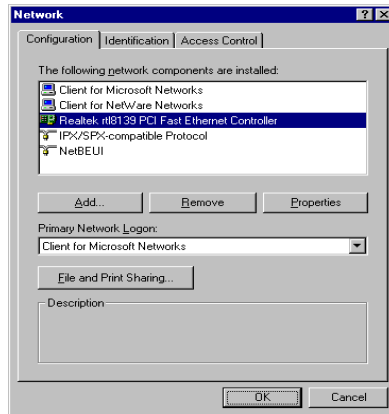 Network
Configuration Identification Access Control
The following network components are installed:
Client for Microsoft Networks
Client for NetWare Networks
Realtek rtl8139 PCI Fast Ethernet Controller
IPX/SPX-compatible Protocol
NetBEUI
Add... Remove Properties
Primary Network Logon:
Client for Microsoft Networks
File and Print Sharing...
Description
OK Cancel